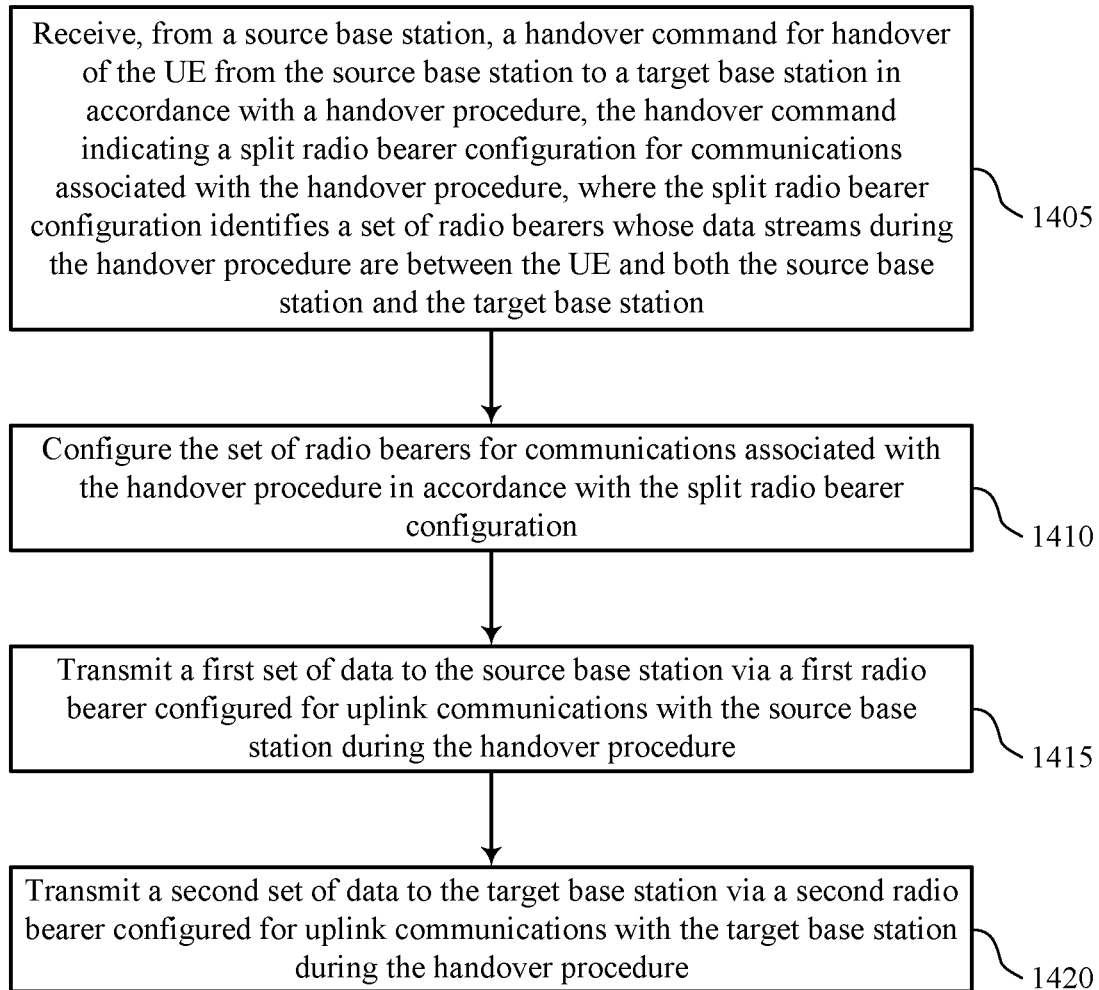 Receive, from a source base station, a handover command for handover
of the UE from the source base station to a target base station in
accordance with a handover procedure, the handover command
indicating a split radio bearer configuration for communications
associated with the handover procedure, where the split radio bearer
configuration identifies a set of radio bearers whose data streams during
the handover procedure are between the UE and both the source base
station and the target base station
1405
Configure the set of radio bearers for communications associated with
the handover procedure in accordance with the split radio bearer
configuration
1410
Transmit a first set of data to the source base station via a first radio
bearer configured for uplink communications with the source base
station during the handover procedure
1415
Transmit a second set of data to the target base station via a second radio
bearer configured for uplink communications with the target base station
during the handover procedure
1420